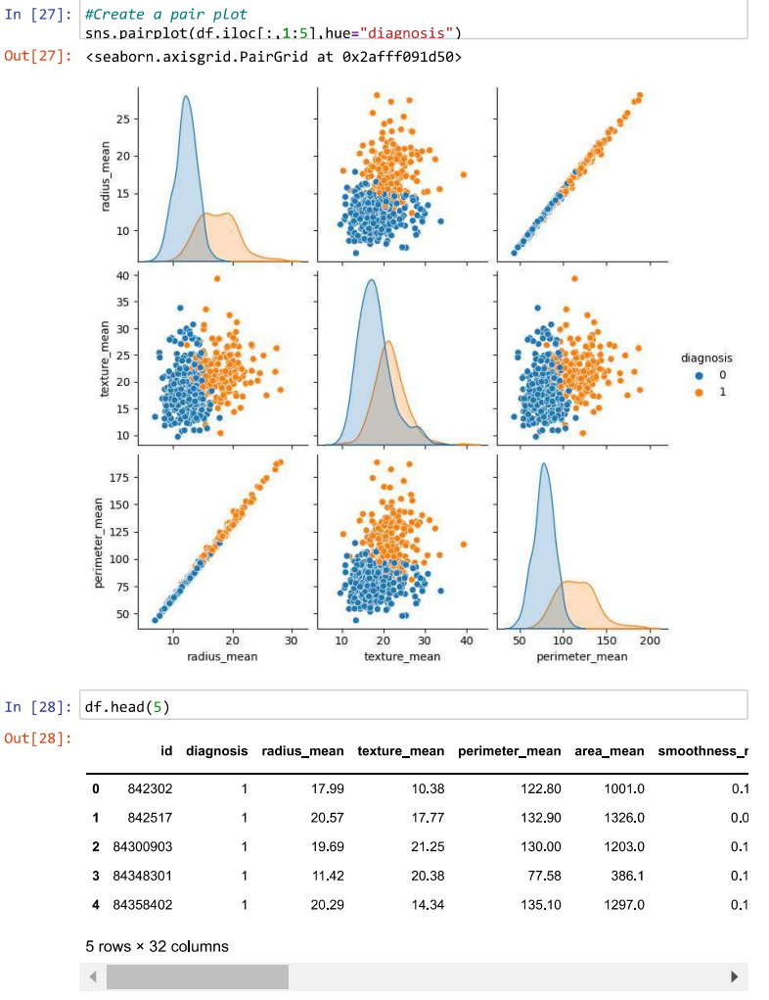 In [27]: #Create a pair plot
sns.pairplot(df.iloc[:,1:5],hue="diagnosis")
Out[27]: <seaborn.axisgrid.PairGrid at 0x2afff091d50>
radius_mean
25
20
15
10
texture_mean
40
35
30
25
20
15
10
diagnosis
0
1
perimeter_mean
175
150
125
100
75
50
10 20 30 10 20 30 40 50 100 150 200
radius_mean texture_mean perimeter_mean
In [28]: df.head(5)
Out[28]:
id diagnosis radius_mean texture_mean perimeter_mean area_mean smoothness_r
0 842302 1 17.99 10.38 122.80 1001.0 0.1
1 842517 1 20.57 17.77 132.90 1326.0 0.0
2 84300903 1 19.69 21.25 130.00 1203.0 0.1
3 84348301 1 11.42 20.38 77.58 386.1 0.1
4 84358402 1 20.29 14.34 135.10 1297.0 0.1
5 rows × 32 columns